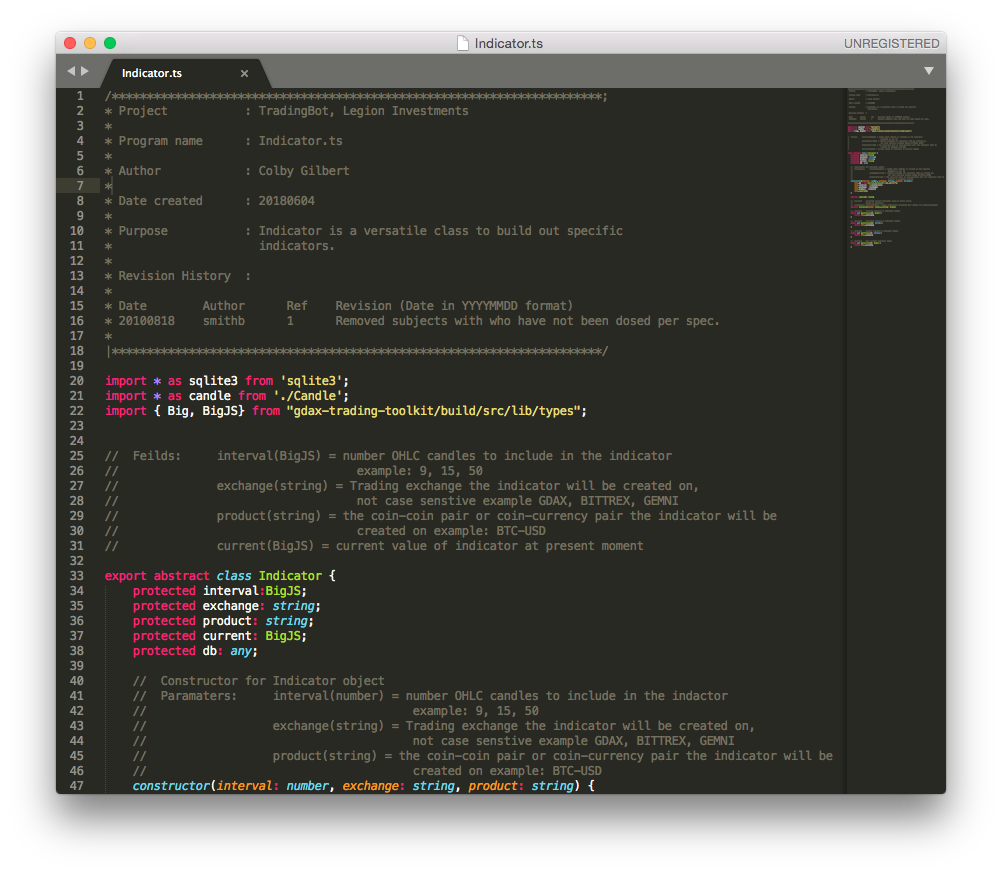 Indicator.ts
UNREGISTERED
Indicator.ts ×
1 /**********************************************************************;
2 * Project           : TradingBot, Legion Investments
3 *
4 * Program name      : Indicator.ts
5 *
6 * Author            : Colby Gilbert
7 *
8 * Date created      : 20180604
9 *
10 * Purpose           : Indicator is a versatile class to build out specific
11 *                     indicators.
12 *
13 * Revision History  :
14 *
15 * Date        Author      Ref    Revision (Date in YYYYMMDD format)
16 * 20100818    smithb      1      Removed subjects with who have not been dosed per spec.
17 *
18 |**********************************************************************/
19
20 import * as sqlite3 from 'sqlite3';
21 import * as candle from './Candle';
22 import { Big, BigJS} from "gdax-trading-toolkit/build/src/lib/types";
23
24
25 //  Feilds:     interval(BigJS) = number OHLC candles to include in the indicator
26 //                                  example: 9, 15, 50
27 //              exchange(string) = Trading exchange the indicator will be created on,
28 //                                  not case senstive example GDAX, BITTREX, GEMNI
29 //              product(string) = the coin-coin pair or coin-currency pair the indicator will be
30 //                                  created on example: BTC-USD
31 //              current(BigJS) = current value of indicator at present moment
32
33 export abstract class Indicator {
34     protected interval:BigJS;
35     protected exchange: string;
36     protected product: string;
37     protected current: BigJS;
38     protected db: any;
39
40     //  Constructor for Indicator object
41     //  Paramaters:     interval(number) = number OHLC candles to include in the indactor
42     //                                      example: 9, 15, 50
43     //                  exchange(string) = Trading exchange the indicator will be created on,
44     //                                      not case senstive example GDAX, BITTREX, GEMNI
45     //                  product(string) = the coin-coin pair or coin-currency pair the indicator will be
46     //                                      created on example: BTC-USD
47     constructor(interval: number, exchange: string, product: string) {